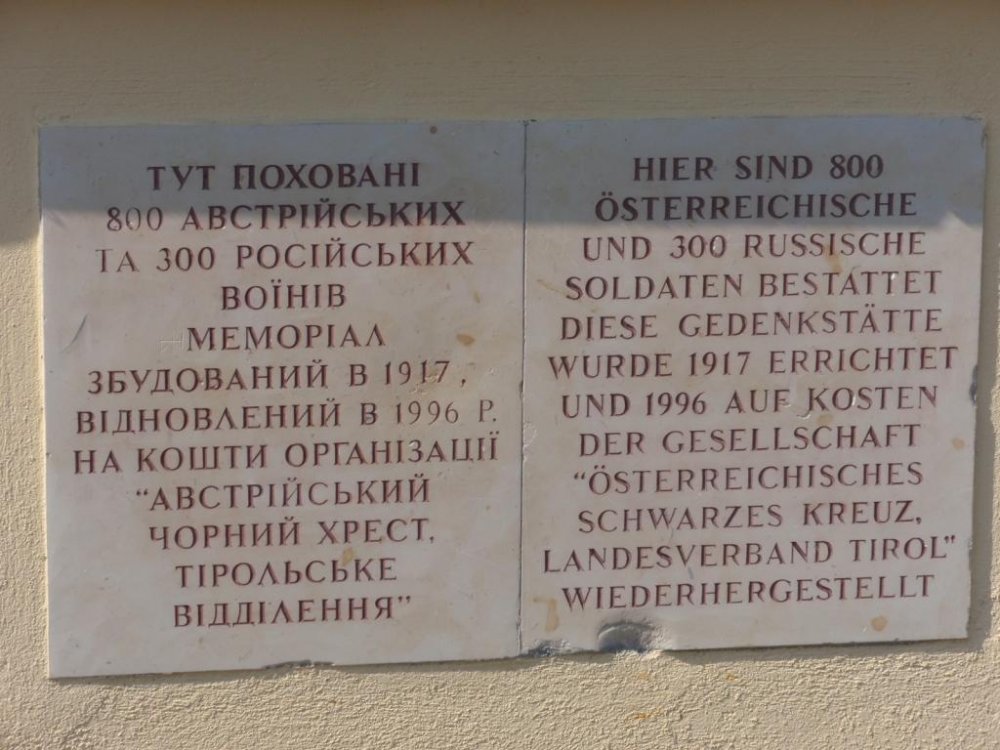 ТУТ ПОХОВАНІ
800 АВСТРІЙСЬКИХ
ТА 300 РОСІЙСЬКИХ
ВОЇНІВ
МЕМОРІАЛ
ЗБУДОВАНИЙ В 1917,
ВІДНОВЛЕНИЙ В 1996 Р.
НА КОШТИ ОРГАНІЗАЦІЇ
“АВСТРІЙСЬКИЙ
ЧОРНИЙ ХРЕСТ,
ТІРОЛЬСЬКЕ
ВІДДІЛЕННЯ”
HIER SIND 800
ÖSTERREICHISCHE
UND 300 RUSSISCHE
SOLDATEN BESTATTET
DIESE GEDENKSTÄTTE
WURDE 1917 ERRICHTET
UND 1996 AUF KOSTEN
DER GESELLSCHAFT
“ÖSTERREICHISCHES
SCHWARZES KREUZ,
LANDESVERBAND TIROL”
WIEDERHERGESTELLT